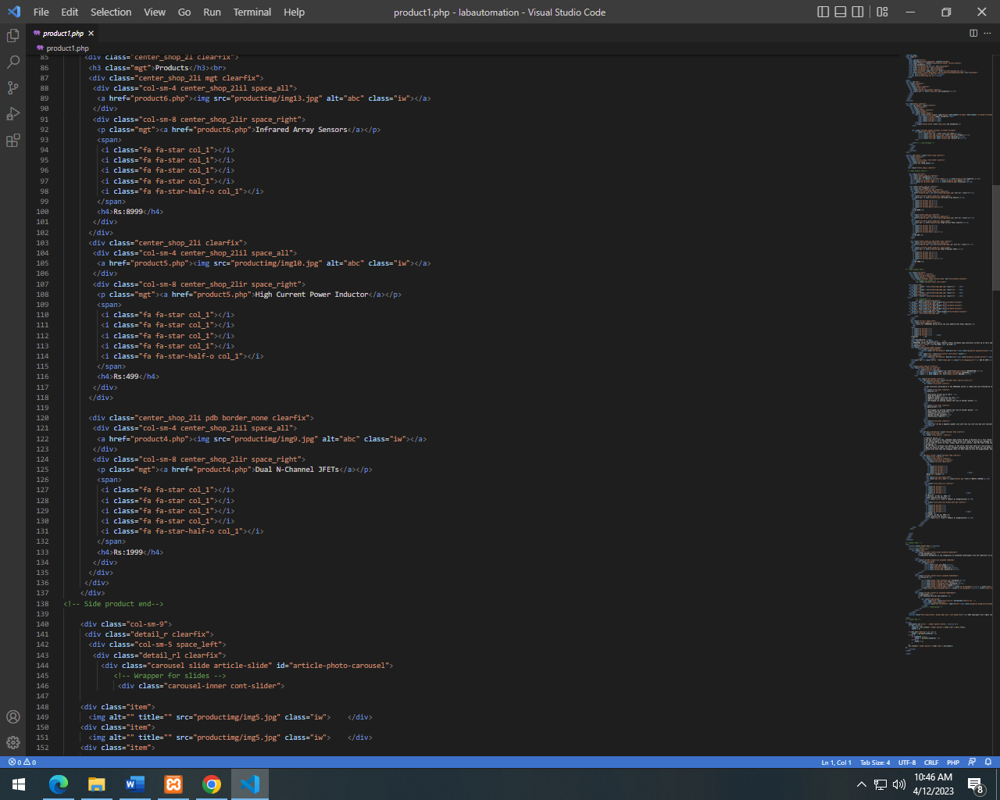 File Edit Selection View Go Run Terminal Help product1.php - labautomation - Visual Studio Code
product1.php
product1.php
85 <div class="center_shop_2l clearfix">
86 <h3 class="mgt">Products</h3><br>
87 <div class="center_shop_2li mgt clearfix">
88 <div class="col-sm-4 center_shop_2lil space_all">
89 <a href="product6.php"><img src="productimg/img13.jpg" alt="abc" class="iw"></a>
90 </div>
91 <div class="col-sm-8 center_shop_2lir space_right">
92 <p class="mgt"><a href="product6.php">Infrared Array Sensors</a></p>
93 <span>
94 <i class="fa fa-star col_1"></i>
95 <i class="fa fa-star col_1"></i>
96 <i class="fa fa-star col_1"></i>
97 <i class="fa fa-star col_1"></i>
98 <i class="fa fa-star-half-o col_1"></i>
99 </span>
100 <h4>Rs:8999</h4>
101 </div>
102 </div>
103 <div class="center_shop_2li clearfix">
104 <div class="col-sm-4 center_shop_2lil space_all">
105 <a href="product5.php"><img src="productimg/img10.jpg" alt="abc" class="iw"></a>
106 </div>
107 <div class="col-sm-8 center_shop_2lir space_right">
108 <p class="mgt"><a href="product5.php">High Current Power Inductor</a></p>
109 <span>
110 <i class="fa fa-star col_1"></i>
111 <i class="fa fa-star col_1"></i>
112 <i class="fa fa-star col_1"></i>
113 <i class="fa fa-star col_1"></i>
114 <i class="fa fa-star-half-o col_1"></i>
115 </span>
116 <h4>Rs:499</h4>
117 </div>
118 </div>
119
120 <div class="center_shop_2li pdb border_none clearfix">
121 <div class="col-sm-4 center_shop_2lil space_all">
122 <a href="product4.php"><img src="productimg/img9.jpg" alt="abc" class="iw"></a>
123 </div>
124 <div class="col-sm-8 center_shop_2lir space_right">
125 <p class="mgt"><a href="product4.php">Dual N-Channel JFETs</a></p>
126 <span>
127 <i class="fa fa-star col_1"></i>
128 <i class="fa fa-star col_1"></i>
129 <i class="fa fa-star col_1"></i>
130 <i class="fa fa-star col_1"></i>
131 <i class="fa fa-star-half-o col_1"></i>
132 </span>
133 <h4>Rs:1999</h4>
134 </div>
135 </div>
136 </div>
137 </div>
138 <!-- Side product end-->
139
140 <div class="col-sm-9">
141 <div class="detail_r clearfix">
142 <div class="col-sm-5 space_left">
143 <div class="detail_rl clearfix">
144 <div class="carousel slide article-slide" id="article-photo-carousel">
145 <!-- Wrapper for slides -->
146 <div class="carousel-inner cont-slider">
147
148 <div class="item">
149 <img alt="" title="" src="productimg/img5.jpg" class="iw"> </div>
150 <div class="item">
151 <img alt="" title="" src="productimg/img5.jpg" class="iw"> </div>
152 <div class="item">
0 0 Ln 1, Col 1 Tab Size: 4 UTF-8 CRLF PHP
10:46 AM
4/12/2023
8